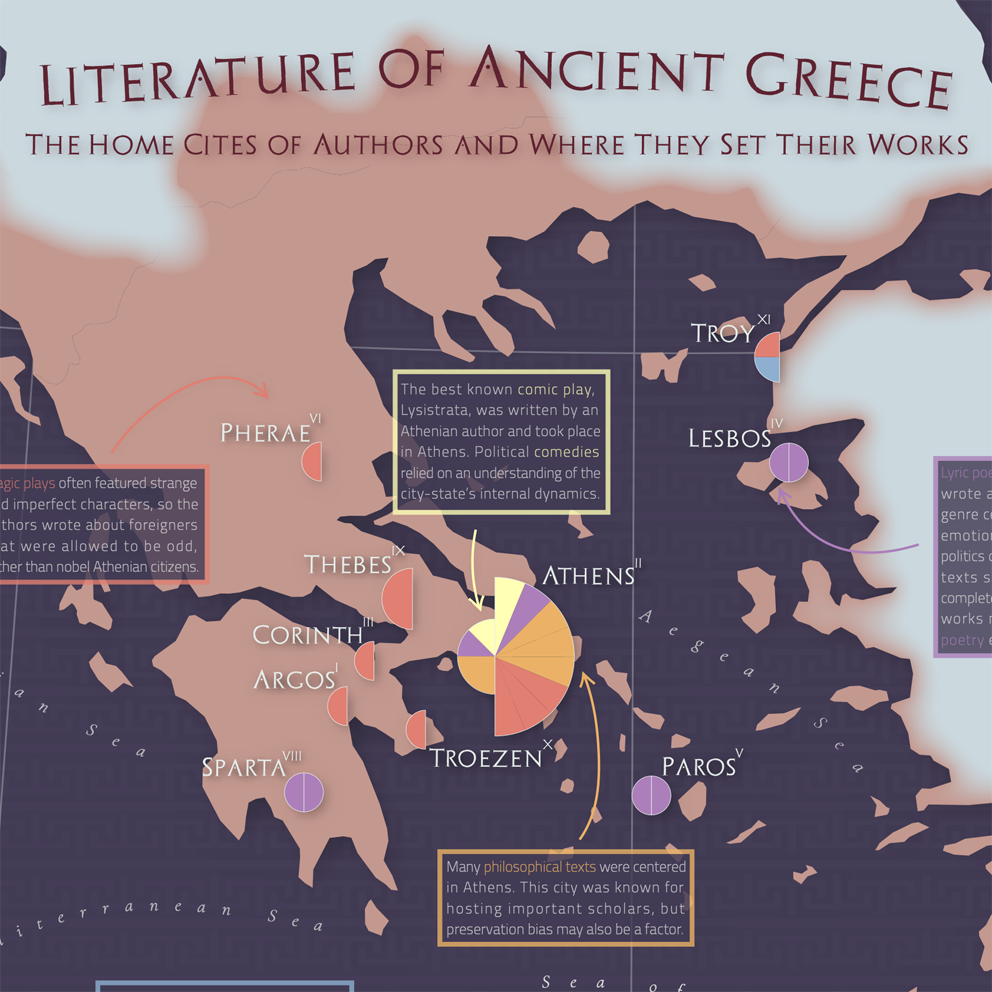 LITERATURE OF ANCIENT GREECE
THE HOME CITES OF AUTHORS AND WHERE THEY SET THEIR WORKS
TROY XI
PHERAE VI
LESBOS IV
The best known comic play,
Lysistrata, was written by an
Athenian author and took place
in Athens. Political comedies
relied on an understanding of the
city-state's internal dynamics.
plays often featured strange
imperfect characters, so the
wrote about foreigners
were allowed to be odd,
than nobel Athenian citizens.
Lyric
wrote
genre
politics
texts
works
poetry
THEBES IX
ATHENS II
CORINTH III
ARGOS I
TROEZEN X
SPARTA VIII
PAROS V
Aegean Sea
Sea
Many philosophical texts were centered
in Athens. This city was known for
hosting important scholars, but
preservation bias may also be a factor.
Sea
Sea of